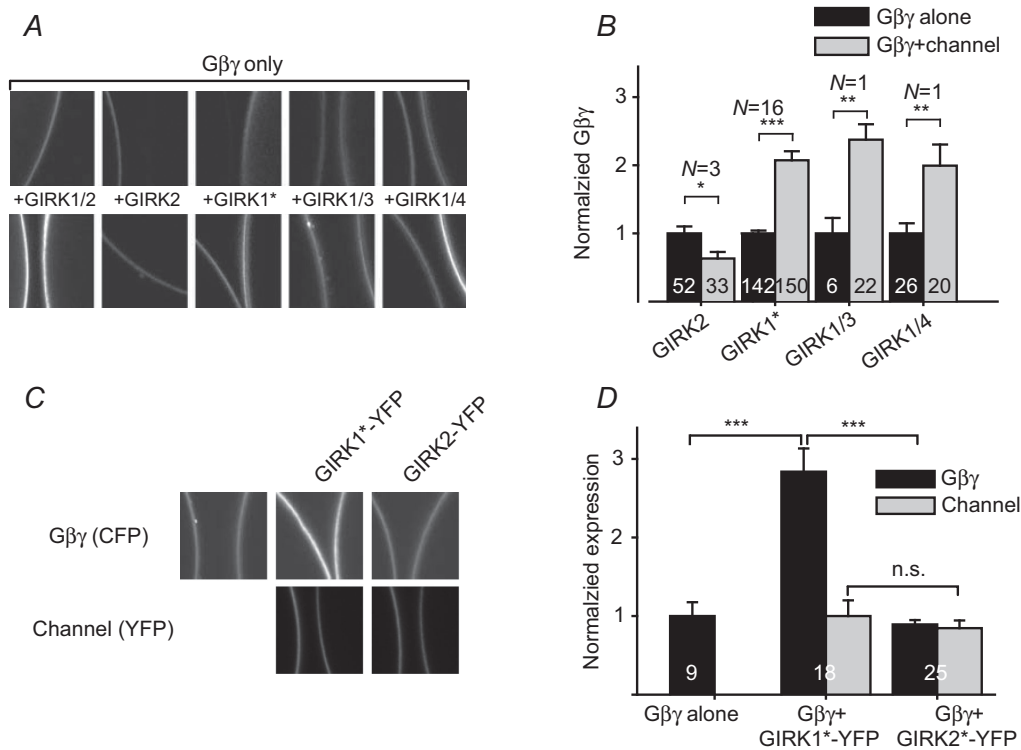 A
Gβγ only
+GIRK1/2 +GIRK2 +GIRK1* +GIRK1/3 +GIRK1/4
B
Gβγ alone
Gβγ+channel
Normalzied Gβγ
3
2
1
N=3
*
N=16
***
N=1
**
N=1
**
52 33 142 150 6 22 26 20
GIRK2 GIRK1* GIRK1/3 GIRK1/4
C
GIRK1*-YFP GIRK2-YFP
Gβγ (CFP)
Channel (YFP)
D
Normalzied expression
3
2
1
*** ***
Gβγ
Channel
n.s.
9 18 25
Gβγ alone Gβγ+ Gβγ+
GIRK1*-YFP GIRK2*-YFP